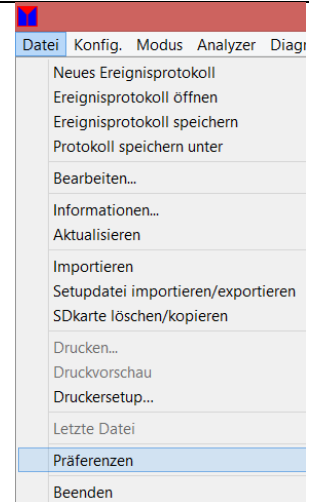 Datei Konfig. Modus Analyzer Diagr
Neues Ereignisprotokoll
Ereignisprotokoll öffnen
Ereignisprotokoll speichern
Protokoll speichern unter
Bearbeiten...
Informationen...
Aktualisieren
Importieren
Setupdatei importieren/exportieren
SDkarte löschen/kopieren
Drucken...
Druckvorschau
Druckersetup...
Letzte Datei
Präferenzen
Beenden